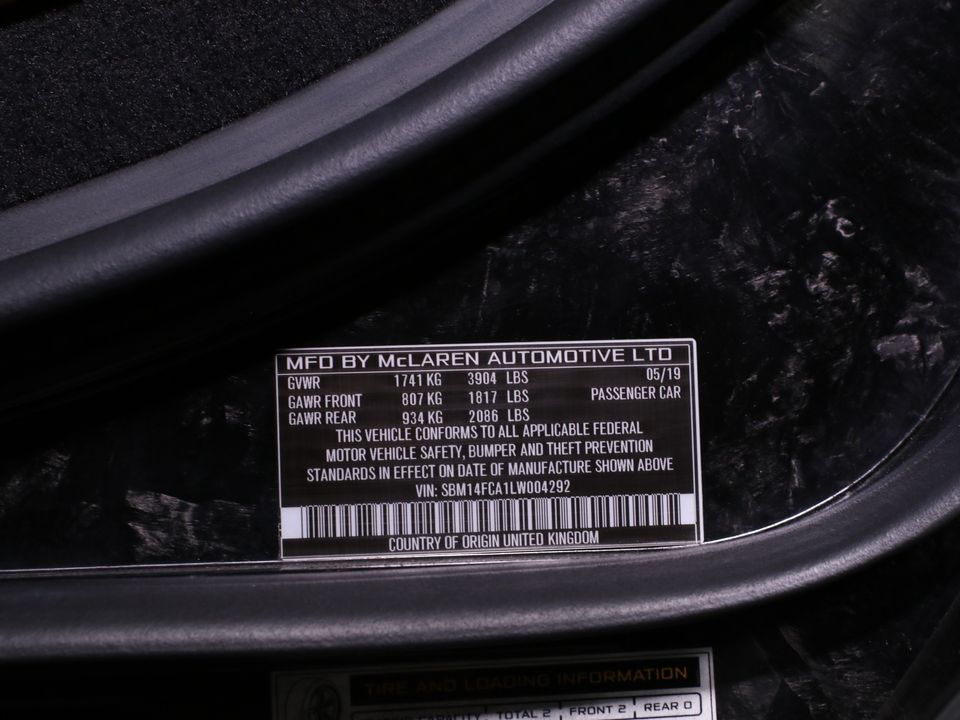 MFD BY McLAREN AUTOMOTIVE LTD
GVWR 1741 KG 3904 LBS 05/19
GAWR FRONT 807 KG 1817 LBS PASSENGER CAR
GAWR REAR 934 KG 2086 LBS
THIS VEHICLE CONFORMS TO ALL APPLICABLE FEDERAL
MOTOR VEHICLE SAFETY, BUMPER AND THEFT PREVENTION
STANDARDS IN EFFECT ON DATE OF MANUFACTURE SHOWN ABOVE
VIN: SBM14FCA1LW004292
COUNTRY OF ORIGIN UNITED KINGDOM
TIRE AND LOADING INFORMATION
CAPACITY TOTAL 2 FRONT 2 REAR 0